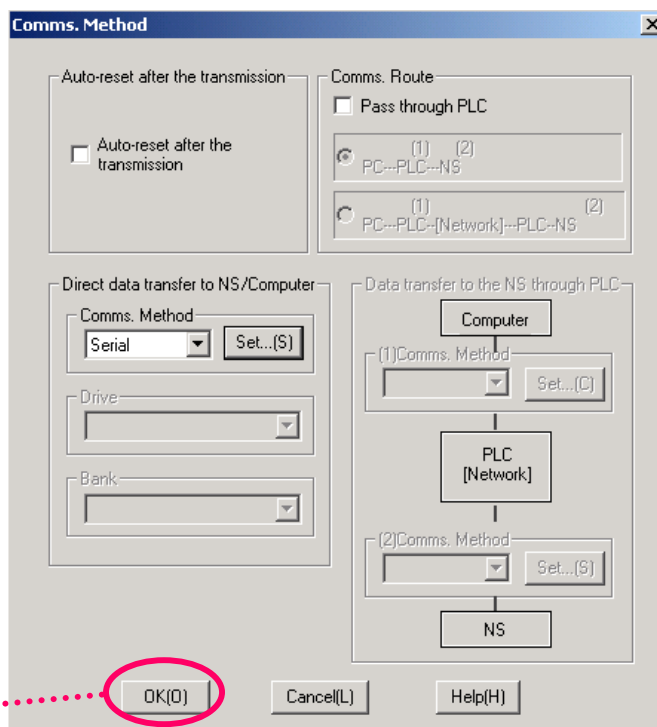 Comms. Method
Auto-reset after the transmission
Auto-reset after the
transmission
Comms. Route
Pass through PLC
(1) (2)
PC---PLC---NS
(1) (2)
PC---PLC--[Network]---PLC--NS
Direct data transfer to NS/Computer
Comms. Method
Serial
Set...(S)
Drive
Bank
Data transfer to the NS through PLC
Computer
(1)Comms. Method
Set...(C)
PLC
[Network]
(2)Comms. Method
Set...(S)
NS
OK(O)
Cancel(L)
Help(H)